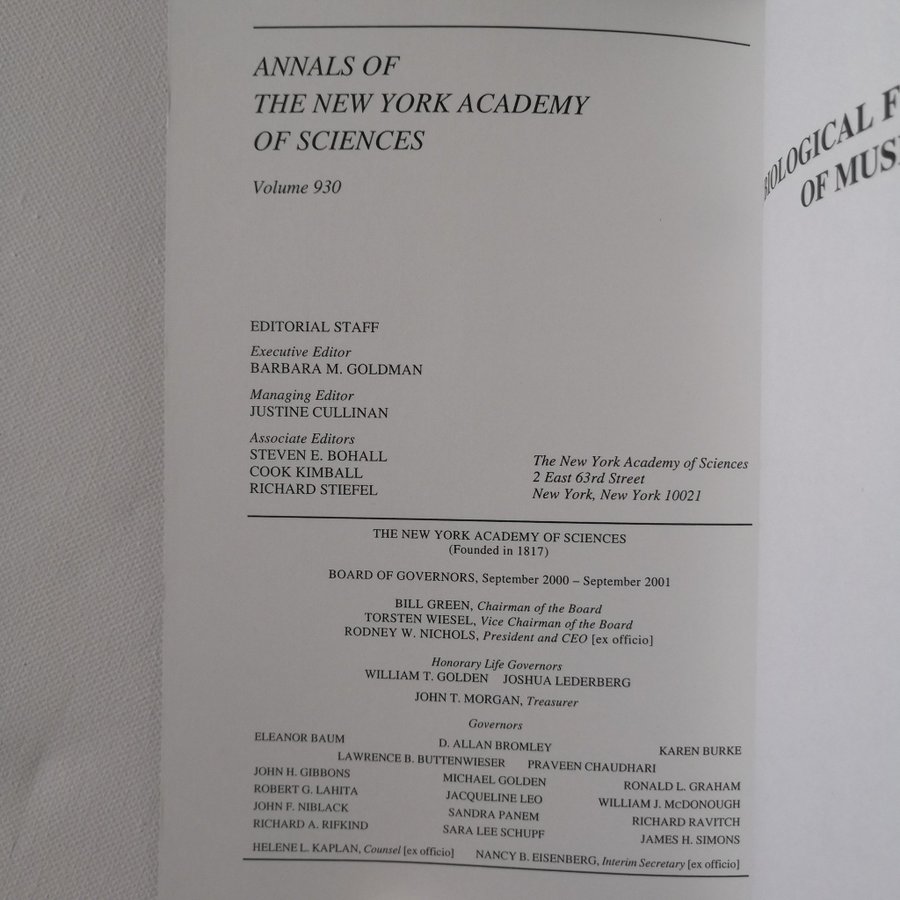 ANNALS OF
THE NEW YORK ACADEMY
OF SCIENCES
Volume 930
EDITORIAL STAFF
Executive Editor
BARBARA M. GOLDMAN
Managing Editor
JUSTINE CULLINAN
Associate Editors
STEVEN E. BOHALL
COOK KIMBALL
RICHARD STIEFEL
The New York Academy of Sciences
2 East 63rd Street
New York, New York 10021
THE NEW YORK ACADEMY OF SCIENCES
(Founded in 1817)
BOARD OF GOVERNORS, September 2000 – September 2001
BILL GREEN, Chairman of the Board
TORSTEN WIESEL, Vice Chairman of the Board
RODNEY W. NICHOLS, President and CEO [ex officio]
Honorary Life Governors
WILLIAM T. GOLDEN JOSHUA LEDERBERG
JOHN T. MORGAN, Treasurer
Governors
ELEANOR BAUM D. ALLAN BROMLEY KAREN BURKE
LAWRENCE B. BUTTENWIESER PRAVEEN CHAUDHARI
JOHN H. GIBBONS MICHAEL GOLDEN RONALD L. GRAHAM
ROBERT G. LAHITA JACQUELINE LEO WILLIAM J. McDONOUGH
JOHN F. NIBLACK SANDRA PANEM RICHARD RAVITCH
RICHARD A. RIFKIND SARA LEE SCHUPF JAMES H. SIMONS
HELENE L. KAPLAN, Counsel [ex officio] NANCY B. EISENBERG, Interim Secretary [ex officio]
BIOLOGICAL F
OF MUS